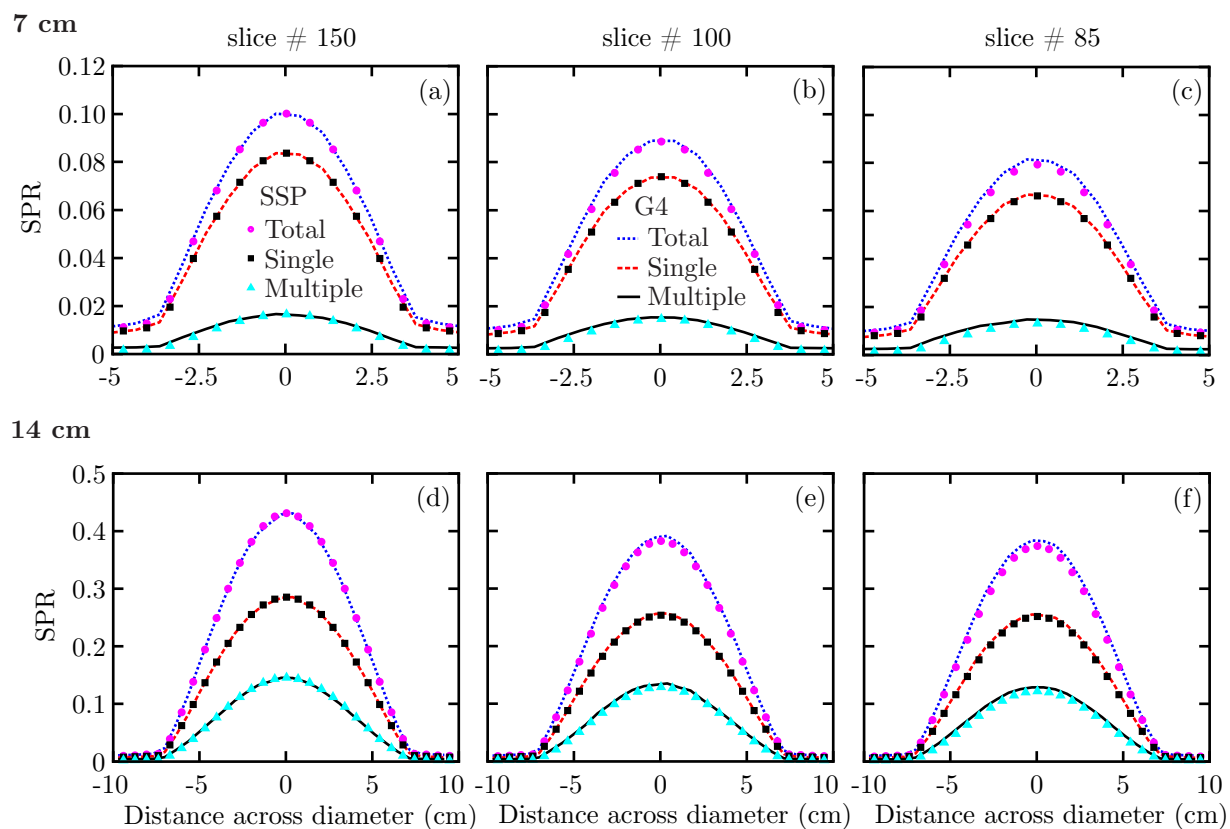 7 cm
slice # 150 slice # 100 slice # 85
SPR
0.12
0.10
0.08
0.06
0.04
0.02
0
(a)
SSP
Total
Single
Multiple
-5 -2.5 0 2.5 5
(b)
G4
Total
Single
Multiple
-5 -2.5 0 2.5 5
(c)
-5 -2.5 0 2.5 5
14 cm
SPR
0.5
0.4
0.3
0.2
0.1
0
(d)
-10 -5 0 5 10
Distance across diameter (cm)
(e)
-10 -5 0 5 10
Distance across diameter (cm)
(f)
-10 -5 0 5 10
Distance across diameter (cm)